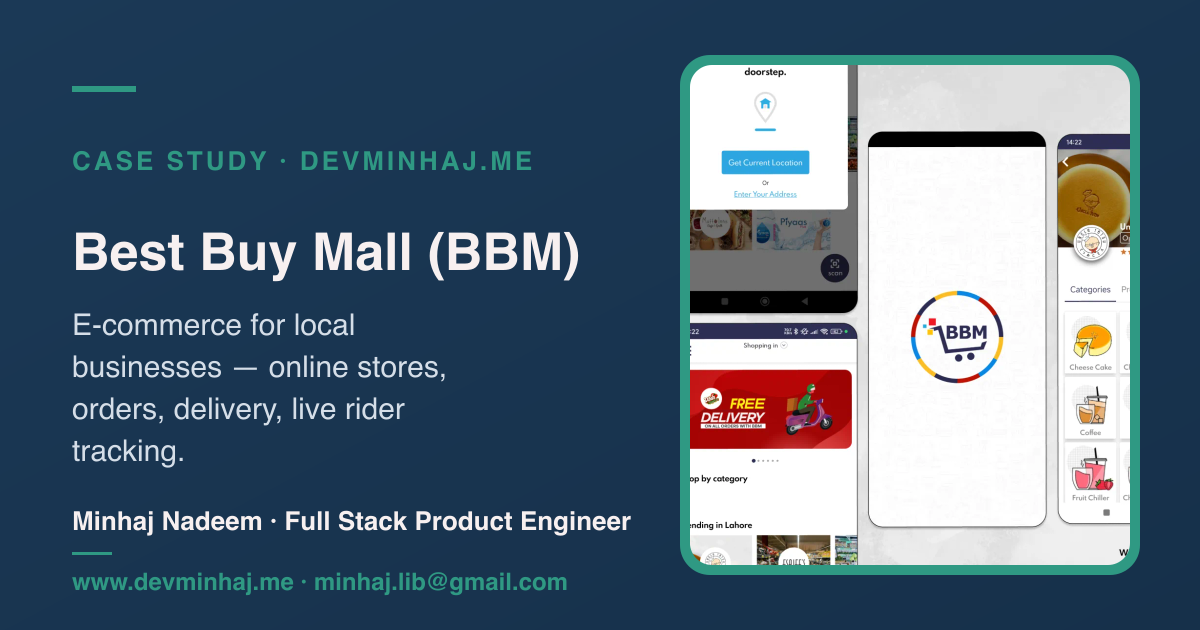 CASE STUDY · DEVMINHAJ.ME
Best Buy Mall (BBM)
E-commerce for local
businesses — online stores,
orders, delivery, live rider
tracking.
Minhaj Nadeem · Full Stack Product Engineer
www.devminhaj.me · minhaj.lib@gmail.com
doorstep.
Get Current Location
Or
Enter Your Address
Piyaas
scan
:22
Shopping in
FREE
DELIVERY
ON ALL ORDERS WITH BBM
op by category
ending in Lahore
BBM
14:22
Categories
Cheese Cake
Coffee
Fruit Chiller